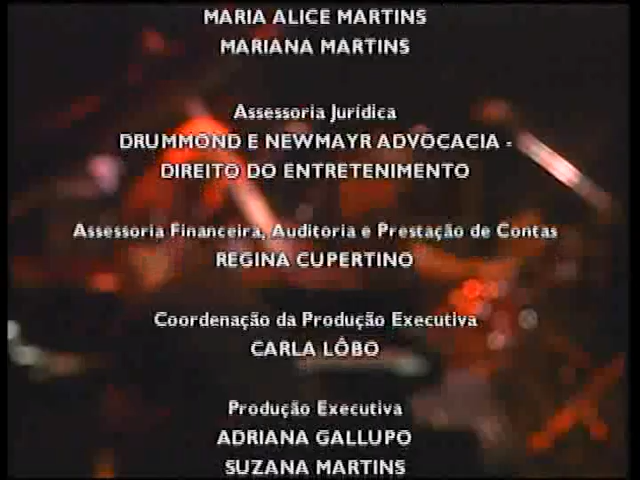 MARIA ALICE MARTINS
MARIANA MARTINS
Assessoria Jurídica
DRUMMOND E NEWMAYR ADVOCACIA -
DIREITO DO ENTRETENIMENTO
Assessoria Financeira, Auditoria e Prestação de Contas
REGINA CUPERTINO
Coordenação da Produção Executiva
CARLA LÔBO
Produção Executiva
ADRIANA GALLUPO
SUZANA MARTINS